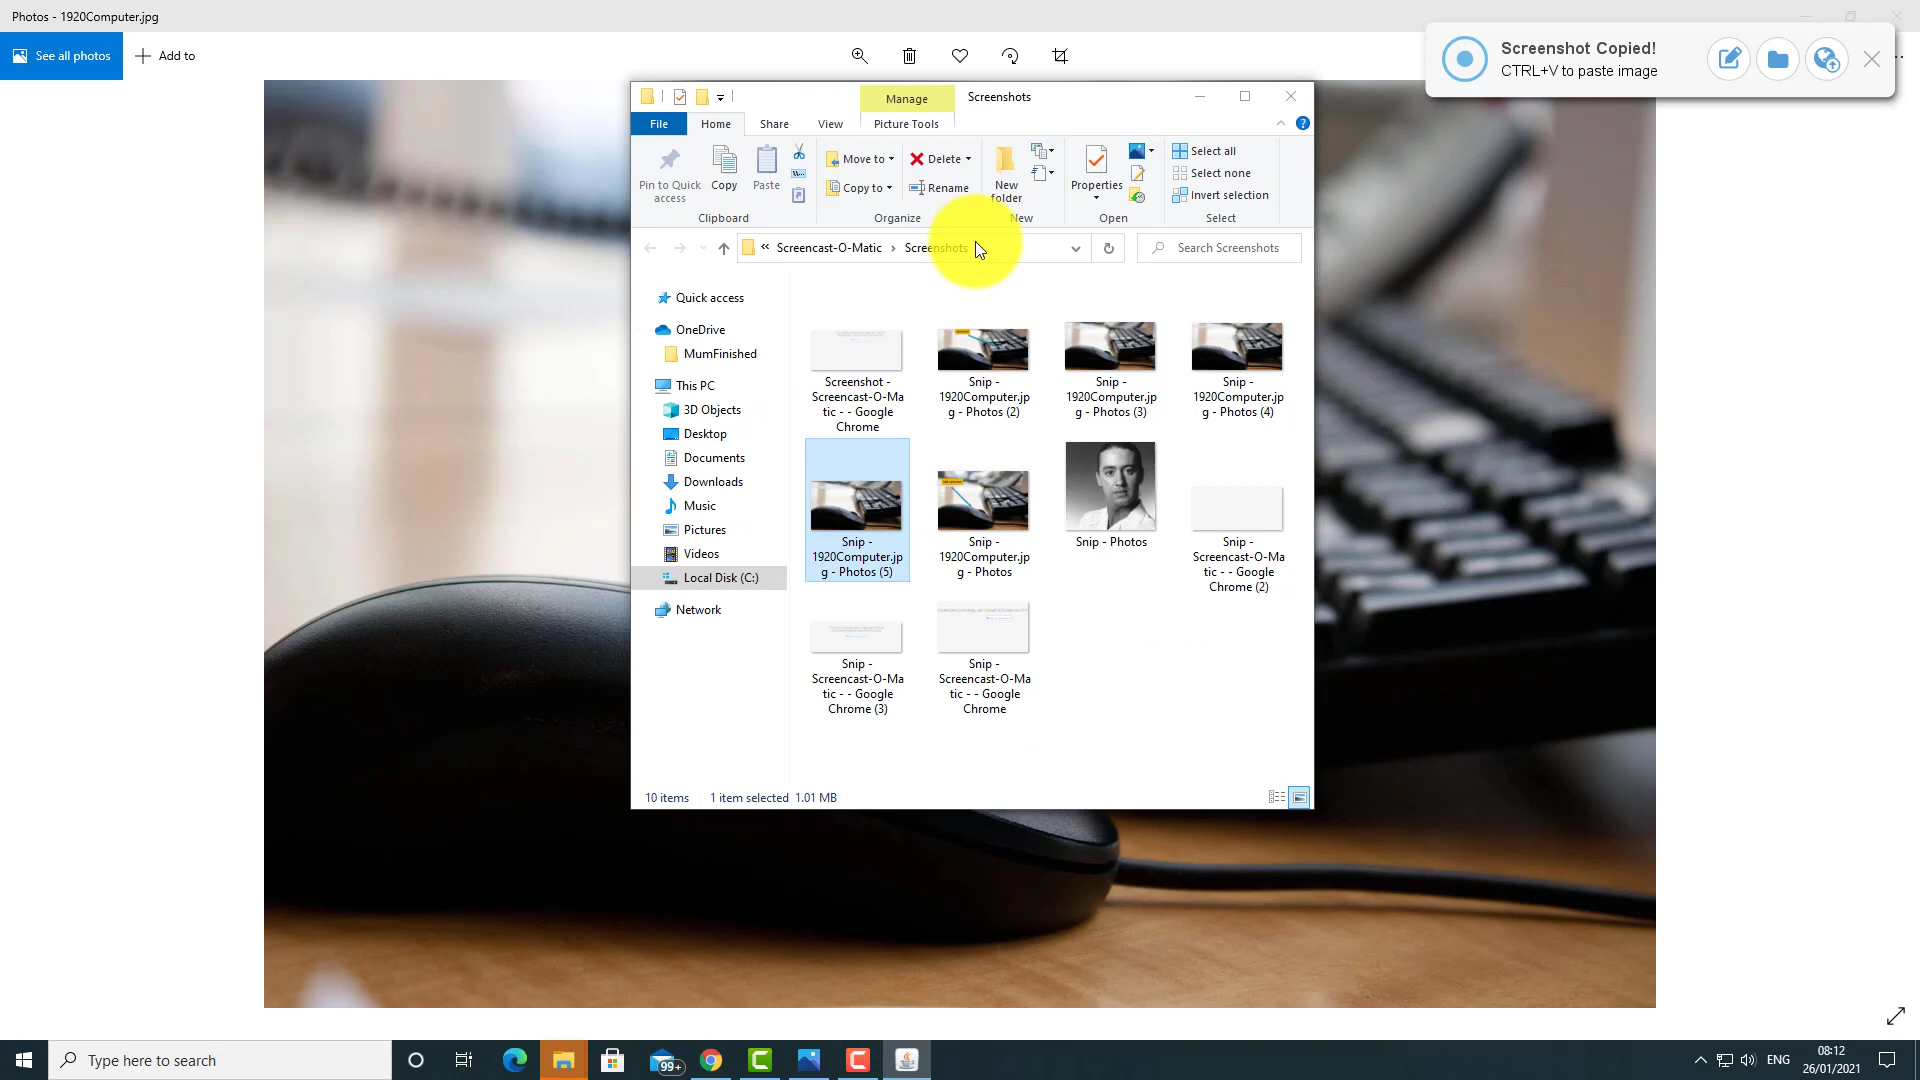 Photos - 1920Computer.jpg
See all photos
Add to
Screenshot Copied!
CTRL+V to paste image
Manage
Screenshots
File
Home
Share
View
Picture Tools
Pin to Quick access
Copy
Paste
Move to
Copy to
Delete
Rename
New folder
Properties
Select all
Select none
Invert selection
Clipboard
Organize
New
Open
Select
« Screencast-O-Matic › Screenshots
Search Screenshots
Quick access
OneDrive
MumFinished
This PC
3D Objects
Desktop
Documents
Downloads
Music
Pictures
Videos
Local Disk (C:)
Network
Screenshot -
Screencast-O-Ma
tic - - Google
Chrome
Snip -
1920Computer.jp
g - Photos (2)
Snip -
1920Computer.jp
g - Photos (3)
Snip -
1920Computer.jp
g - Photos (4)
Snip -
1920Computer.jp
g - Photos (5)
Snip -
1920Computer.jp
g - Photos
Snip - Photos
Snip -
Screencast-O-Ma
tic - - Google
Chrome (2)
Snip -
Screencast-O-Ma
tic - - Google
Chrome (3)
Snip -
Screencast-O-Ma
tic - - Google
Chrome
10 items
1 item selected 1.01 MB
Type here to search
99+
ENG
08:12
26/01/2021